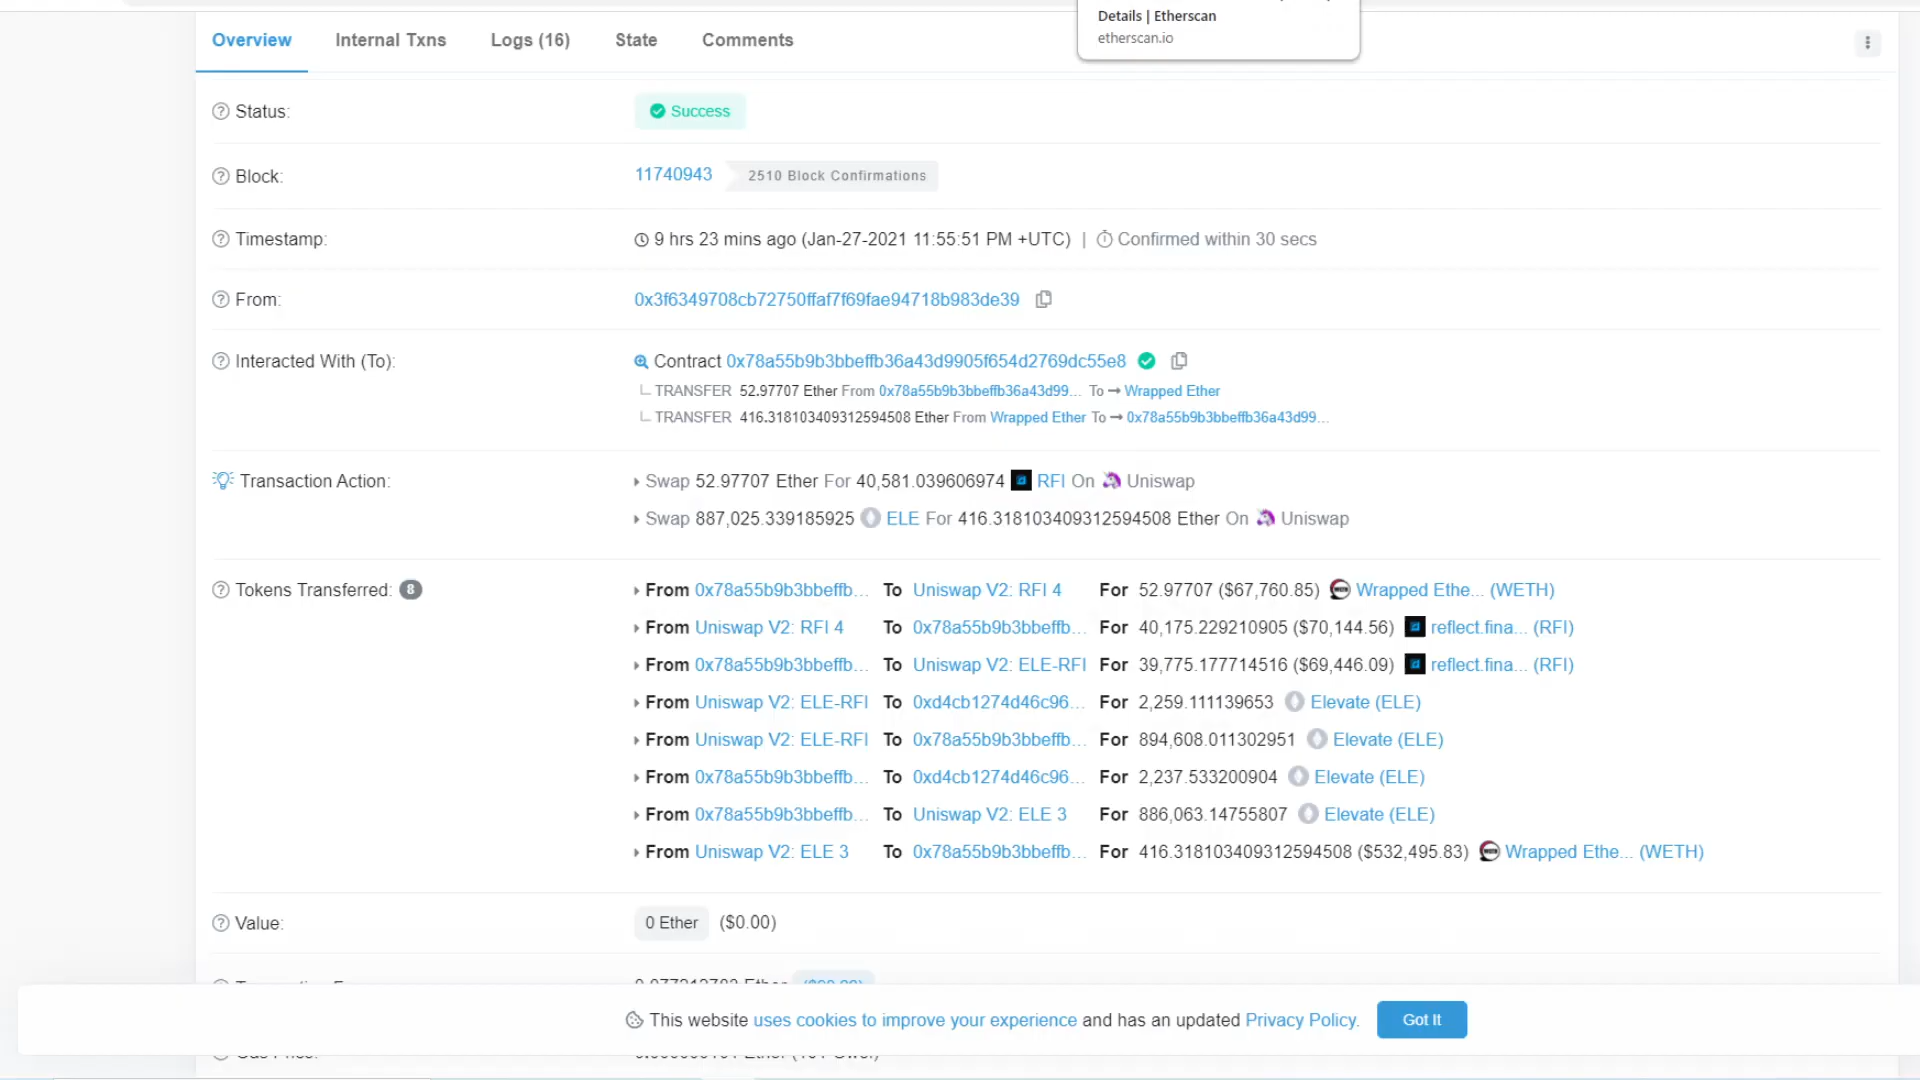 Details | Etherscan
etherscan.io
Overview Internal Txns Logs (16) State Comments
Status: Success
Block: 11740943 2510 Block Confirmations
Timestamp: 9 hrs 23 mins ago (Jan-27-2021 11:55:51 PM +UTC) | Confirmed within 30 secs
From: 0x3f6349708cb72750ffaf7f69fae94718b983de39
Interacted With (To): Contract 0x78a55b9b3bbeffb36a43d9905f654d2769dc55e8
TRANSFER 52.97707 Ether From 0x78a55b9b3bbeffb36a43d99... To → Wrapped Ether
TRANSFER 416.318103409312594508 Ether From Wrapped Ether To → 0x78a55b9b3bbeffb36a43d99...
Transaction Action: Swap 52.97707 Ether For 40,581.039606974 RFI On Uniswap
Swap 887,025.339185925 ELE For 416.318103409312594508 Ether On Uniswap
Tokens Transferred: 8 From 0x78a55b9b3bbeffb... To Uniswap V2: RFI 4 For 52.97707 ($67,760.85) Wrapped Ethe... (WETH)
From Uniswap V2: RFI 4 To 0x78a55b9b3bbeffb... For 40,175.229210905 ($70,144.56) reflect.fina... (RFI)
From 0x78a55b9b3bbeffb... To Uniswap V2: ELE-RFI For 39,775.177714516 ($69,446.09) reflect.fina... (RFI)
From Uniswap V2: ELE-RFI To 0xd4cb1274d46c96... For 2,259.111139653 Elevate (ELE)
From Uniswap V2: ELE-RFI To 0x78a55b9b3bbeffb... For 894,608.011302951 Elevate (ELE)
From 0x78a55b9b3bbeffb... To 0xd4cb1274d46c96... For 2,237.533200904 Elevate (ELE)
From 0x78a55b9b3bbeffb... To Uniswap V2: ELE 3 For 886,063.14755807 Elevate (ELE)
From Uniswap V2: ELE 3 To 0x78a55b9b3bbeffb... For 416.318103409312594508 ($532,495.83) Wrapped Ethe... (WETH)
Value: 0 Ether ($0.00)
This website uses cookies to improve your experience and has an updated Privacy Policy. Got It